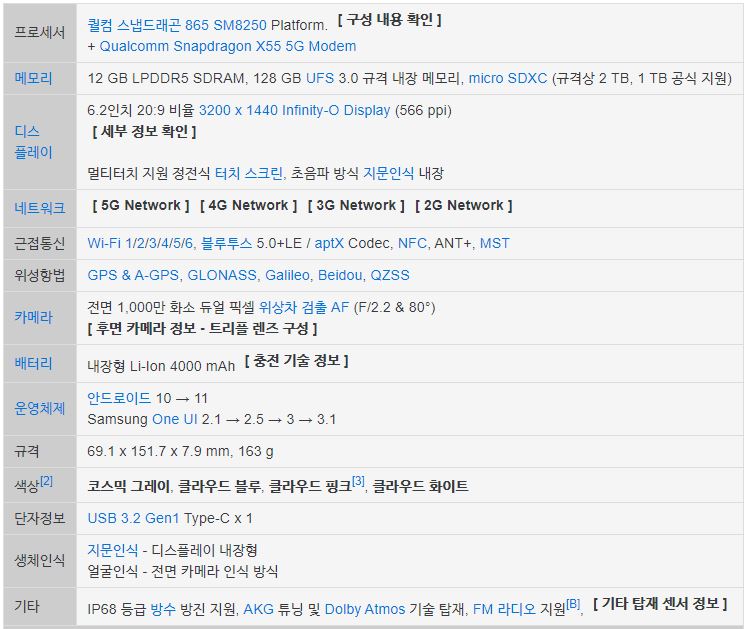 프로세서
퀄컴 스냅드래곤 865 SM8250 Platform. [ 구성 내용 확인 ]
+ Qualcomm Snapdragon X55 5G Modem
메모리
12 GB LPDDR5 SDRAM, 128 GB UFS 3.0 규격 내장 메모리, micro SDXC (규격상 2 TB, 1 TB 공식 지원)
디스
플레이
6.2인치 20:9 비율 3200 x 1440 Infinity-O Display (566 ppi)
[ 세부 정보 확인 ]
멀티터치 지원 정전식 터치 스크린, 초음파 방식 지문인식 내장
네트워크
[ 5G Network ] [ 4G Network ] [ 3G Network ] [ 2G Network ]
근접통신
Wi-Fi 1/2/3/4/5/6, 블루투스 5.0+LE / aptX Codec, NFC, ANT+, MST
위성항법
GPS & A-GPS, GLONASS, Galileo, Beidou, QZSS
카메라
전면 1,000만 화소 듀얼 픽셀 위상차 검출 AF (F/2.2 & 80°)
[ 후면 카메라 정보 - 트리플 렌즈 구성 ]
배터리
내장형 Li-Ion 4000 mAh [ 충전 기술 정보 ]
운영체제
안드로이드 10 → 11
Samsung One UI 2.1 → 2.5 → 3 → 3.1
규격
69.1 x 151.7 x 7.9 mm, 163 g
색상[2]
코스믹 그레이, 클라우드 블루, 클라우드 핑크[3], 클라우드 화이트
단자정보
USB 3.2 Gen1 Type-C x 1
생체인식
지문인식 - 디스플레이 내장형
얼굴인식 - 전면 카메라 인식 방식
기타
IP68 등급 방수 방진 지원, AKG 튜닝 및 Dolby Atmos 기술 탑재, FM 라디오 지원[B], [ 기타 탑재 센서 정보 ]